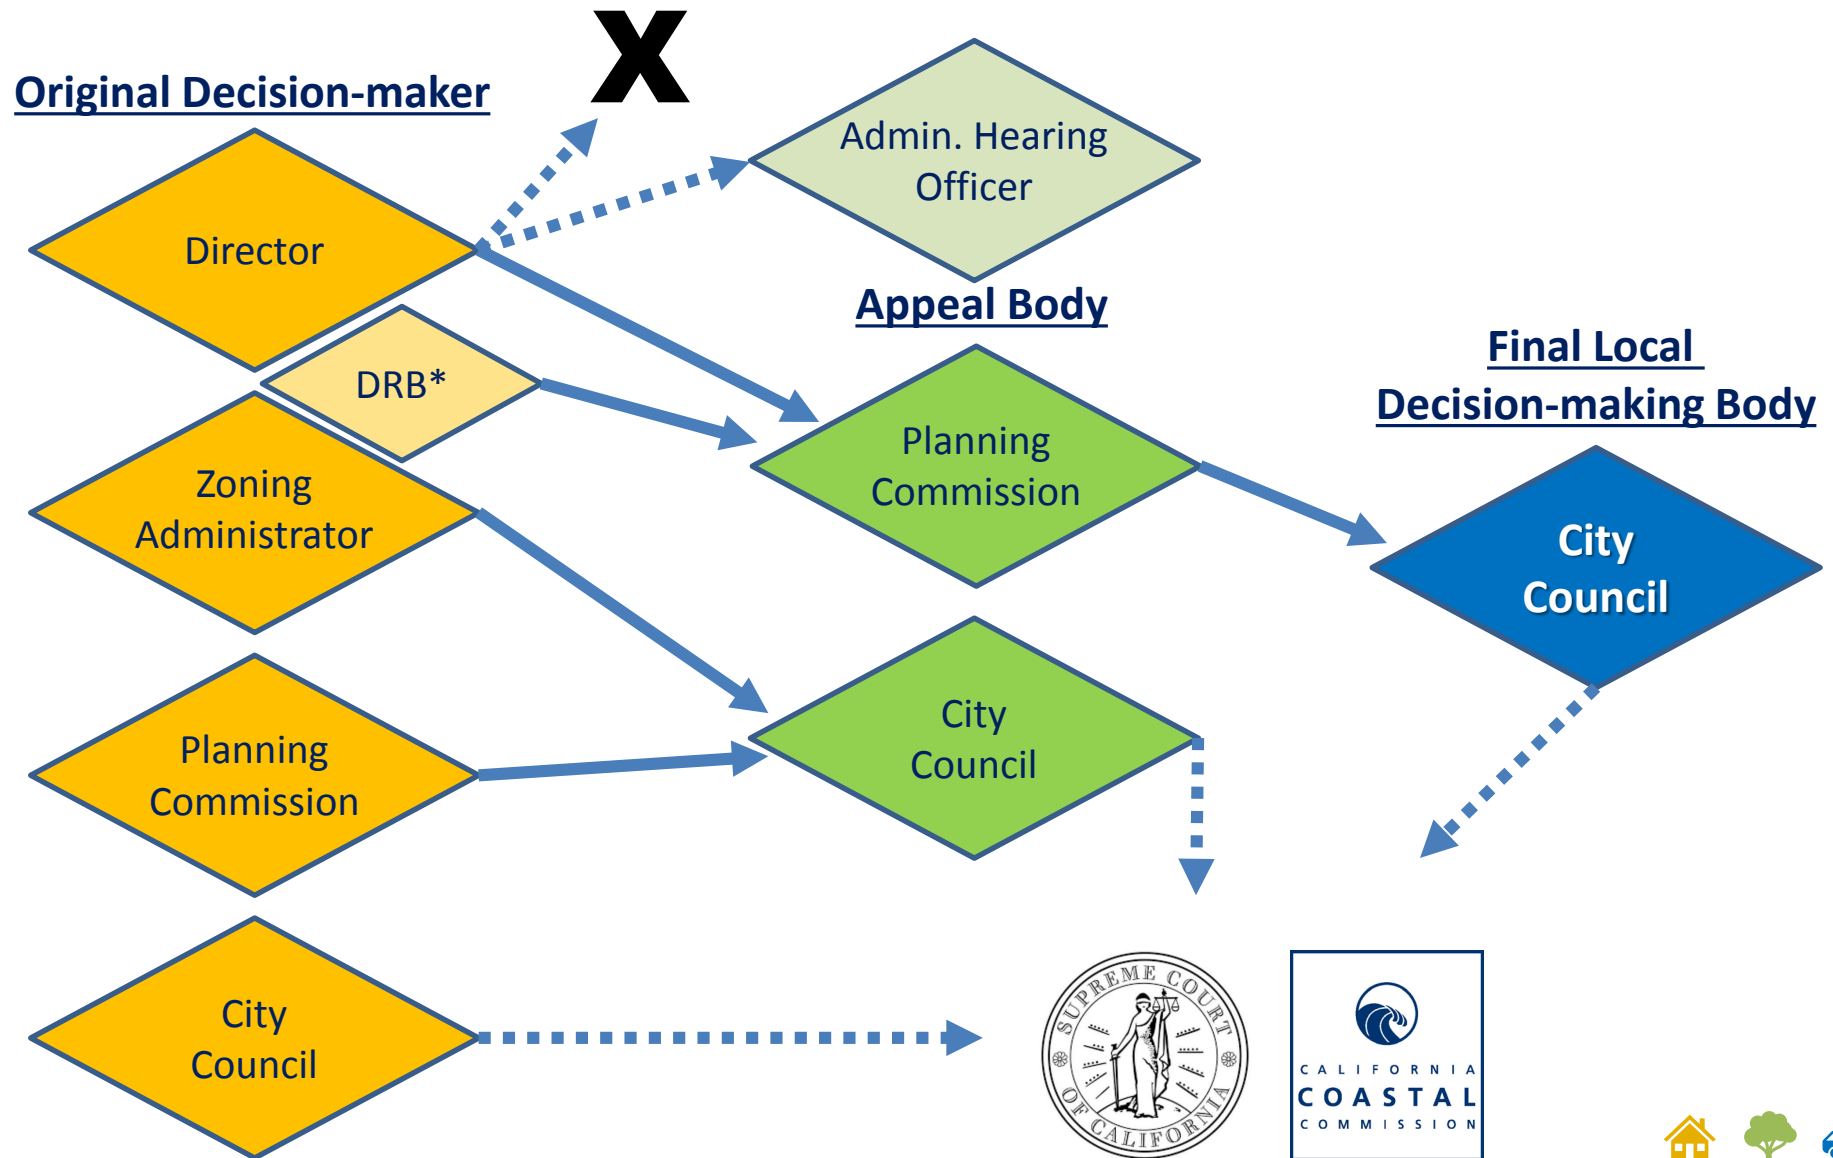 X
Original Decision-maker
Admin. Hearing
Officer
Director
Appeal Body
DRB*
Final Local
Decision-making Body
Planning
Commission
Zoning
Administrator
City
Council
City
Council
Planning
Commission
City
Council
SUPREME COURT
OF CALIFORNIA
CALIFORNIA
COASTAL
COMMISSION